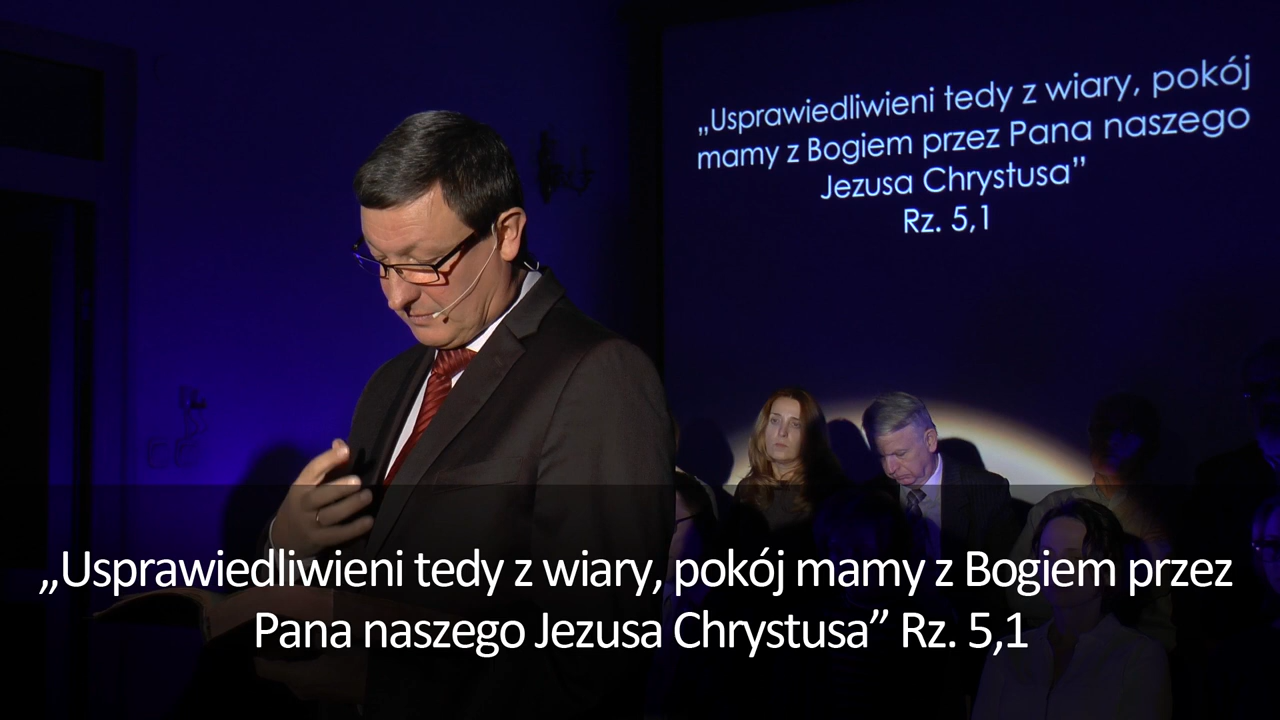 „Usprawiedliwieni tedy z wiary, pokój
mamy z Bogiem przez Pana naszego
Jezusa Chrystusa”
Rz. 5,1
„Usprawiedliwieni tedy z wiary, pokój mamy z Bogiem przez
Pana naszego Jezusa Chrystusa” Rz. 5,1